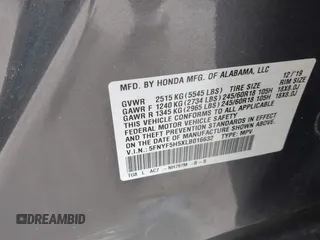 MFD. BY HONDA MFG. OF ALABAMA, LLC 12/19
GVWR 2515 KG (5545 LBS) TIRE SIZE RIM SIZE
GAWR F 1240 KG (2734 LBS) 245/60R18 105H 18X8.0J
GAWR R 1345 KG (2965 LBS) 245/60R18 105H 18X8.0J
THIS VEHICLE CONFORMS TO ALL APPLICABLE
FEDERAL MOTOR VEHICLE SAFETY AND
THEFT PREVENTION STANDARDS IN EFFECT ON THE DATE
OF MANUFACTURE SHOWN ABOVE.
V.I.N.: 5FNYF5H5XLB016632 TYPE: MPV
DREAMBID